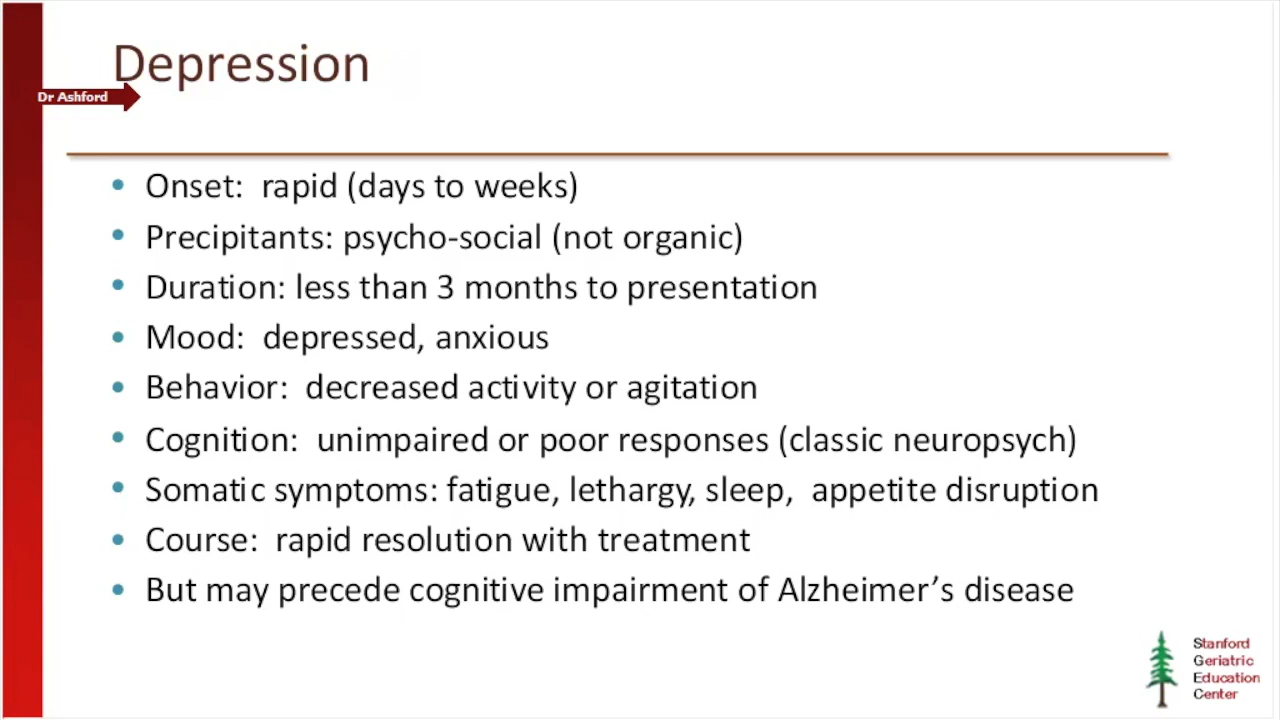 Depression
Dr Ashford
• Onset:  rapid (days to weeks)
• Precipitants: psycho-social (not organic)
• Duration: less than 3 months to presentation
• Mood:  depressed, anxious
• Behavior:  decreased activity or agitation
• Cognition:  unimpaired or poor responses (classic neuropsych)
• Somatic symptoms: fatigue, lethargy, sleep,  appetite disruption
• Course:  rapid resolution with treatment
• But may precede cognitive impairment of Alzheimer’s disease
Stanford
Geriatric
Education
Center